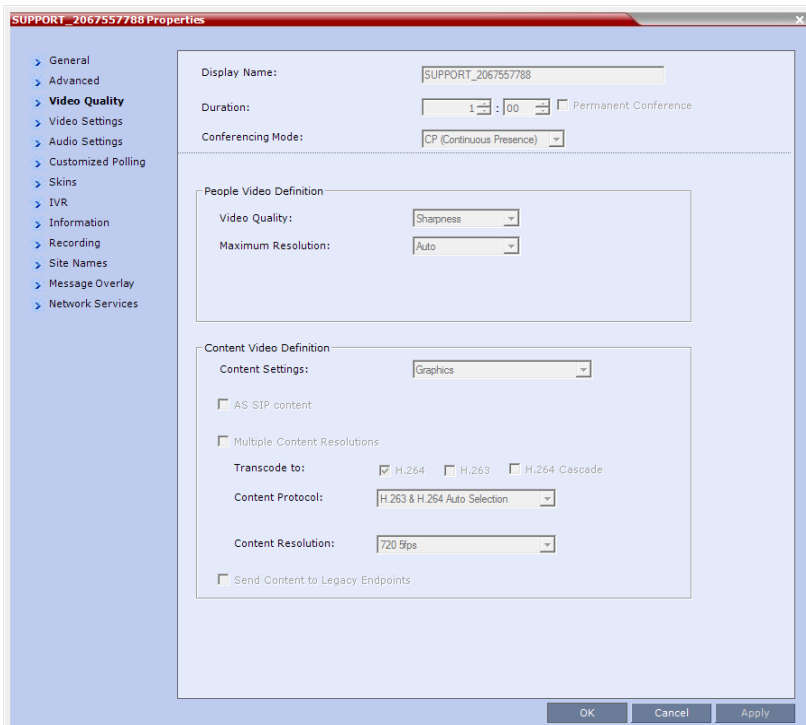 SUPPORT_2067557788 Properties
General
Advanced
Video Quality
Video Settings
Audio Settings
Customized Polling
Skins
IVR
Information
Recording
Site Names
Message Overlay
Network Services
Display Name: SUPPORT_2067557788
Duration: 1 : 00 Permanent Conference
Conferencing Mode: CP (Continuous Presence)
People Video Definition
Video Quality: Sharpness
Maximum Resolution: Auto
Content Video Definition
Content Settings: Graphics
AS SIP content
Multiple Content Resolutions
Transcode to: H.264 H.263 H.264 Cascade
Content Protocol: H.263 & H.264 Auto Selection
Content Resolution: 720 5fps
Send Content to Legacy Endpoints
OK Cancel Apply